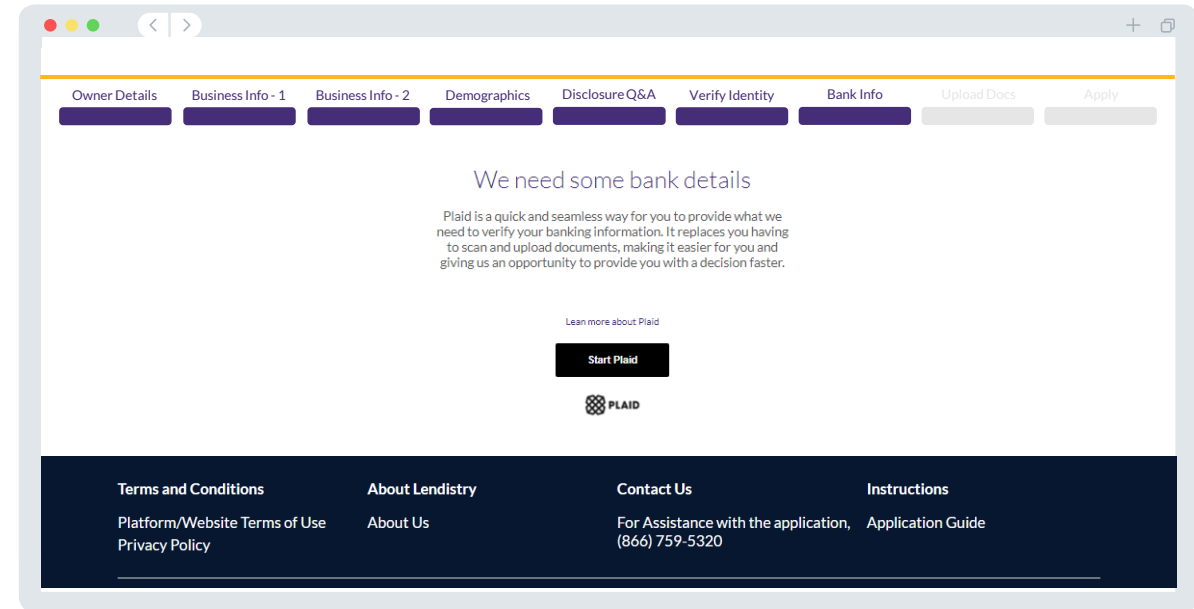 Owner Details
Business Info - 1
Business Info - 2
Demographics
Disclosure Q&A
Verify Identity
Bank Info
Upload Docs
Apply
We need some bank details
Plaid is a quick and seamless way for you to provide what we
need to verify your banking information. It replaces you having
to scan and upload documents, making it easier for you and
giving us an opportunity to provide you with a decision faster.
Lean more about Plaid
Start Plaid
PLAID
Terms and Conditions
Platform/Website Terms of Use
Privacy Policy
About Lendistry
About Us
Contact Us
For Assistance with the application,
(866) 759-5320
Instructions
Application Guide